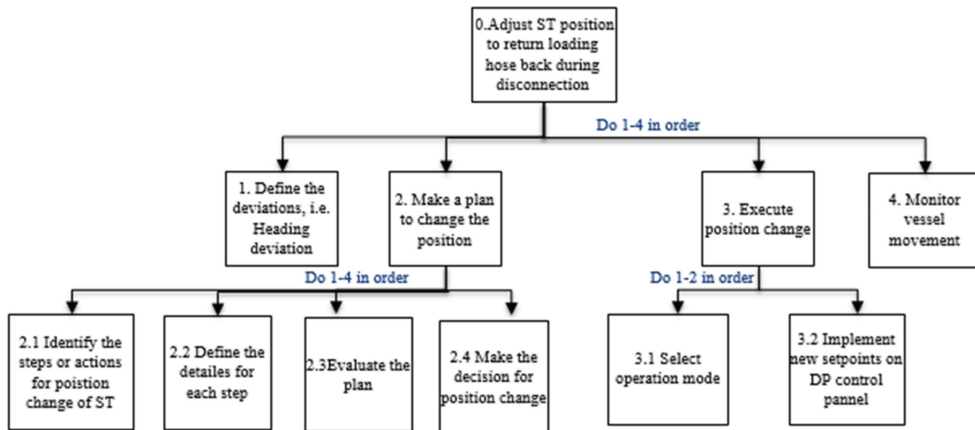 0.Adjust ST position
to return loading
hose back during
disconnection
Do 1-4 in order
1. Define the
deviations, i.e.
Heading
deviation
2. Make a plan
to change the
position
3. Execute
position change
4. Monitor
vessel
movement
Do 1-4 in order
Do 1-2 in order
2.1 Identify the
steps or actions
for poistion
change of ST
2.2 Define the
detailes for
each step
2.3Evaluate the
plan
2.4 Make the
decision for
position change
3.1 Select
operation mode
3.2 Implement
new setpoints on
DP control
pannel